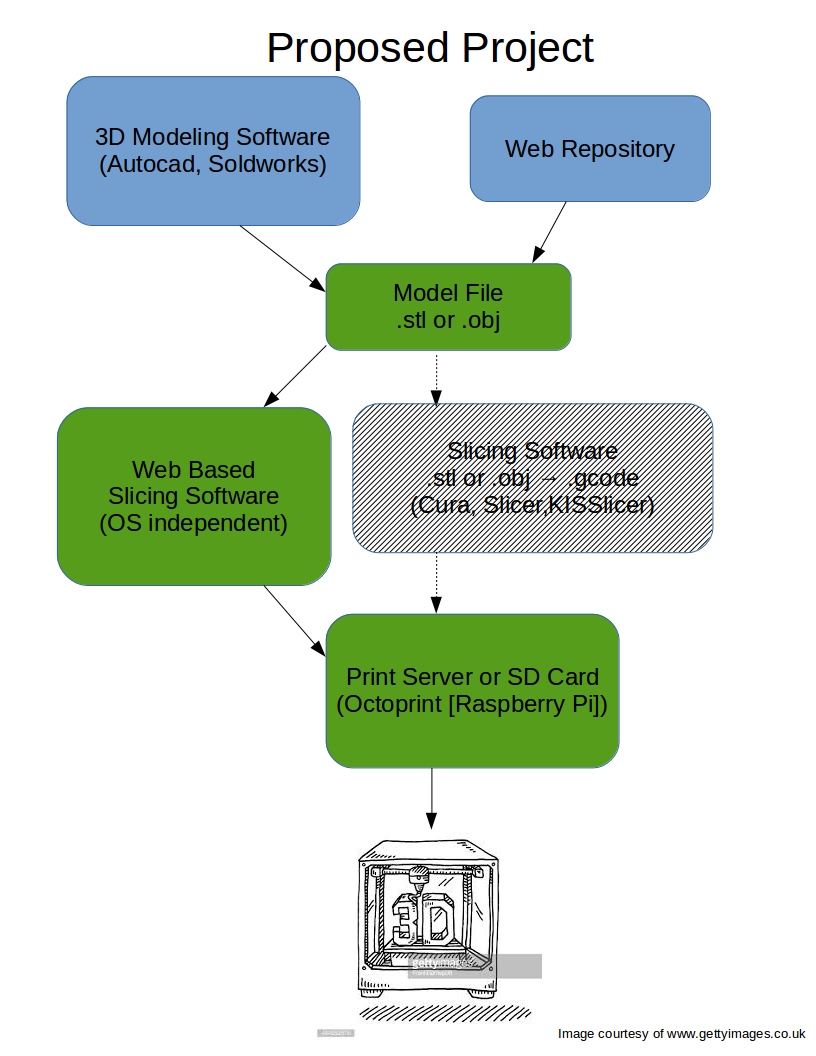 Proposed Project
3D Modeling Software
(Autocad, Soldworks)
Web Repository
Model File
.stl or .obj
Web Based
Slicing Software
(OS independent)
Slicing Software
.stl or .obj → .gcode
(Cura, Slicer,KISSlicer)
Print Server or SD Card
(Octoprint [Raspberry Pi])
3D
gettyimages
Image courtesy of www.gettyimages.co.uk